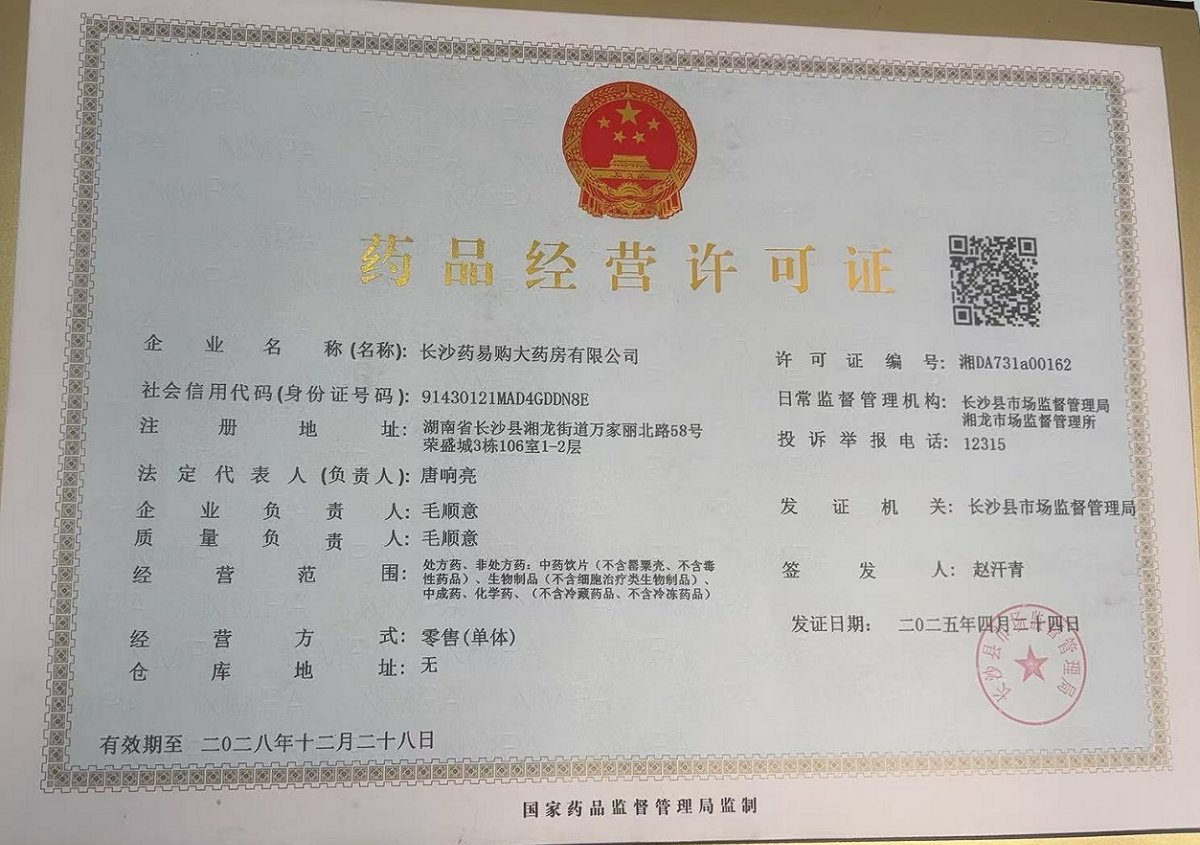 药品经营许可证
企业名称(名称): 长沙药易购大药房有限公司
社会信用代码(身份证号码): 91430121MAD4GDDN8E
注册地址: 湖南省长沙县湘龙街道万家丽北路58号
荣盛城3栋106室1-2层
法定代表人(负责人): 唐响亮
企业负责人: 毛顺意
质量负责人: 毛顺意
经营范围: 处方药、非处方药: 中药饮片（不含罂粟壳、不含毒
性药品）、生物制品（不含细胞治疗类生物制品）、
中成药、化学药、（不含冷藏药品、不含冷冻药品）
经营方式: 零售(单体)
仓库地址: 无
有效期至 二〇二八年十二月二十八日
许可证编号: 湘DA731a00162
日常监督管理机构: 长沙县市场监督管理局
湘龙市场监督管理所
投诉举报电话: 12315
发证机关: 长沙县市场监督管理局
签发人: 赵汗青
发证日期: 二〇二五年四月二十四日
长沙县市场监督管理局
国家药品监督管理局监制